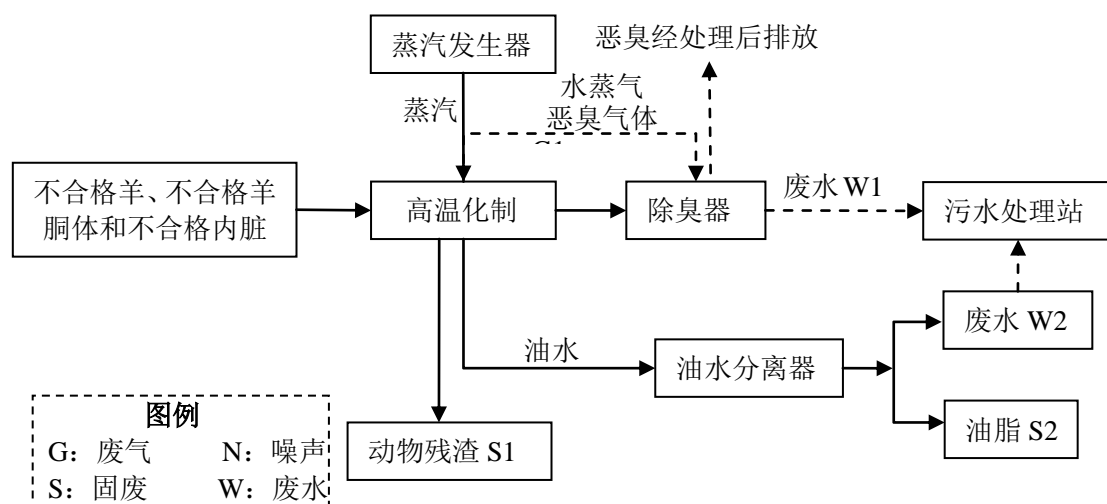 蒸汽发生器
恶臭经处理后排放
蒸汽
水蒸气
恶臭气体
不合格羊、不合格羊
胴体和不合格内脏
高温化制
除臭器
废水 W1
污水处理站
油水
油水分离器
废水 W2
油脂 S2
动物残渣 S1
图例
G：废气 N：噪声
S：固废 W：废水